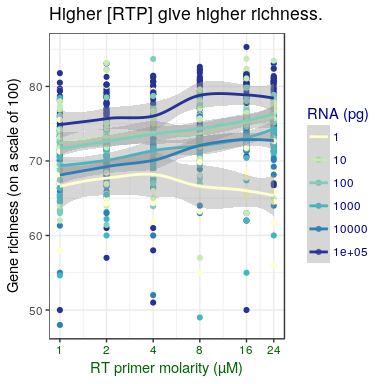 Higher [RTP] give higher richness.
Gene richness (on a scale of 100)
80
70
60
50
1 2 4 8 16 24
RT primer molarity (µM)
RNA (pg)
1
10
100
1000
10000
1e+05